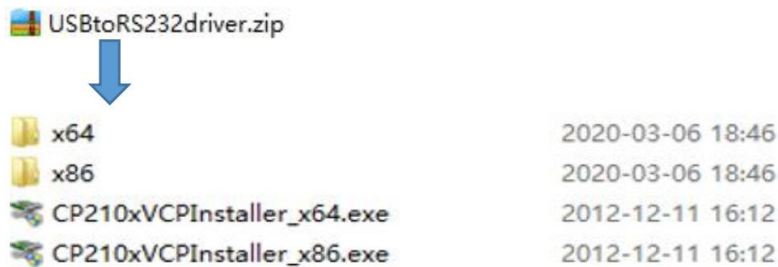 USBtoRS232driver.zip
x64 2020-03-06 18:46
x86 2020-03-06 18:46
CP210xVCPInstaller_x64.exe 2012-12-11 16:12
CP210xVCPInstaller_x86.exe 2012-12-11 16:12